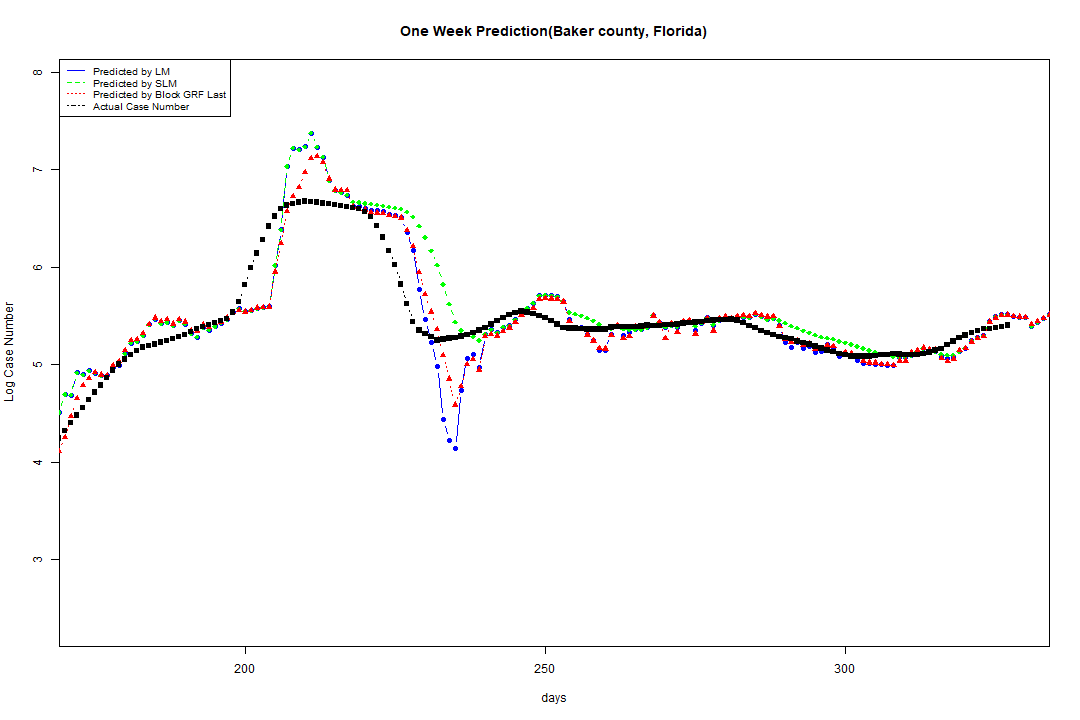 One Week Prediction(Baker county, Florida)
Predicted by LM
Predicted by SLM
Predicted by Block GRF Last
Actual Case Number
8
7
6
5
4
3
Log Case Number
200 250 300
days